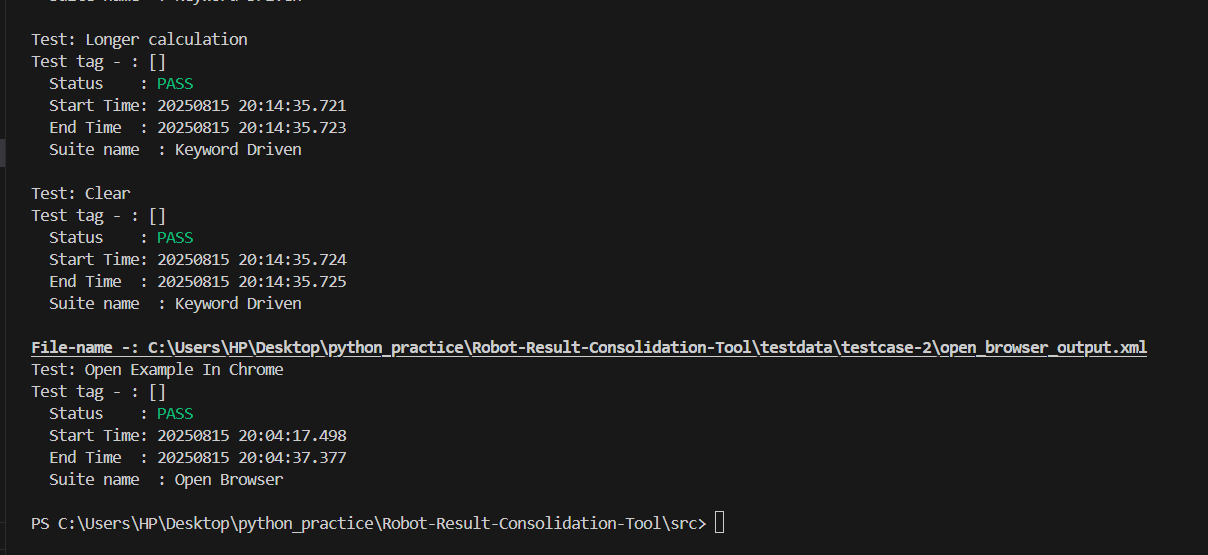 Suite name  : Keyword Driven
Test: Longer calculation
Test tag - : []
Status    : PASS
Start Time: 20250815 20:14:35.721
End Time  : 20250815 20:14:35.723
Suite name  : Keyword Driven
Test: Clear
Test tag - : []
Status    : PASS
Start Time: 20250815 20:14:35.724
End Time  : 20250815 20:14:35.725
Suite name  : Keyword Driven
File-name -: C:\Users\HP\Desktop\python_practice\Robot-Result-Consolidation-Tool\testdata\testcase-2\open_browser_output.xml
Test: Open Example In Chrome
Test tag - : []
Status    : PASS
Start Time: 20250815 20:04:17.498
End Time  : 20250815 20:04:37.377
Suite name  : Open Browser
PS C:\Users\HP\Desktop\python_practice\Robot-Result-Consolidation-Tool\src>